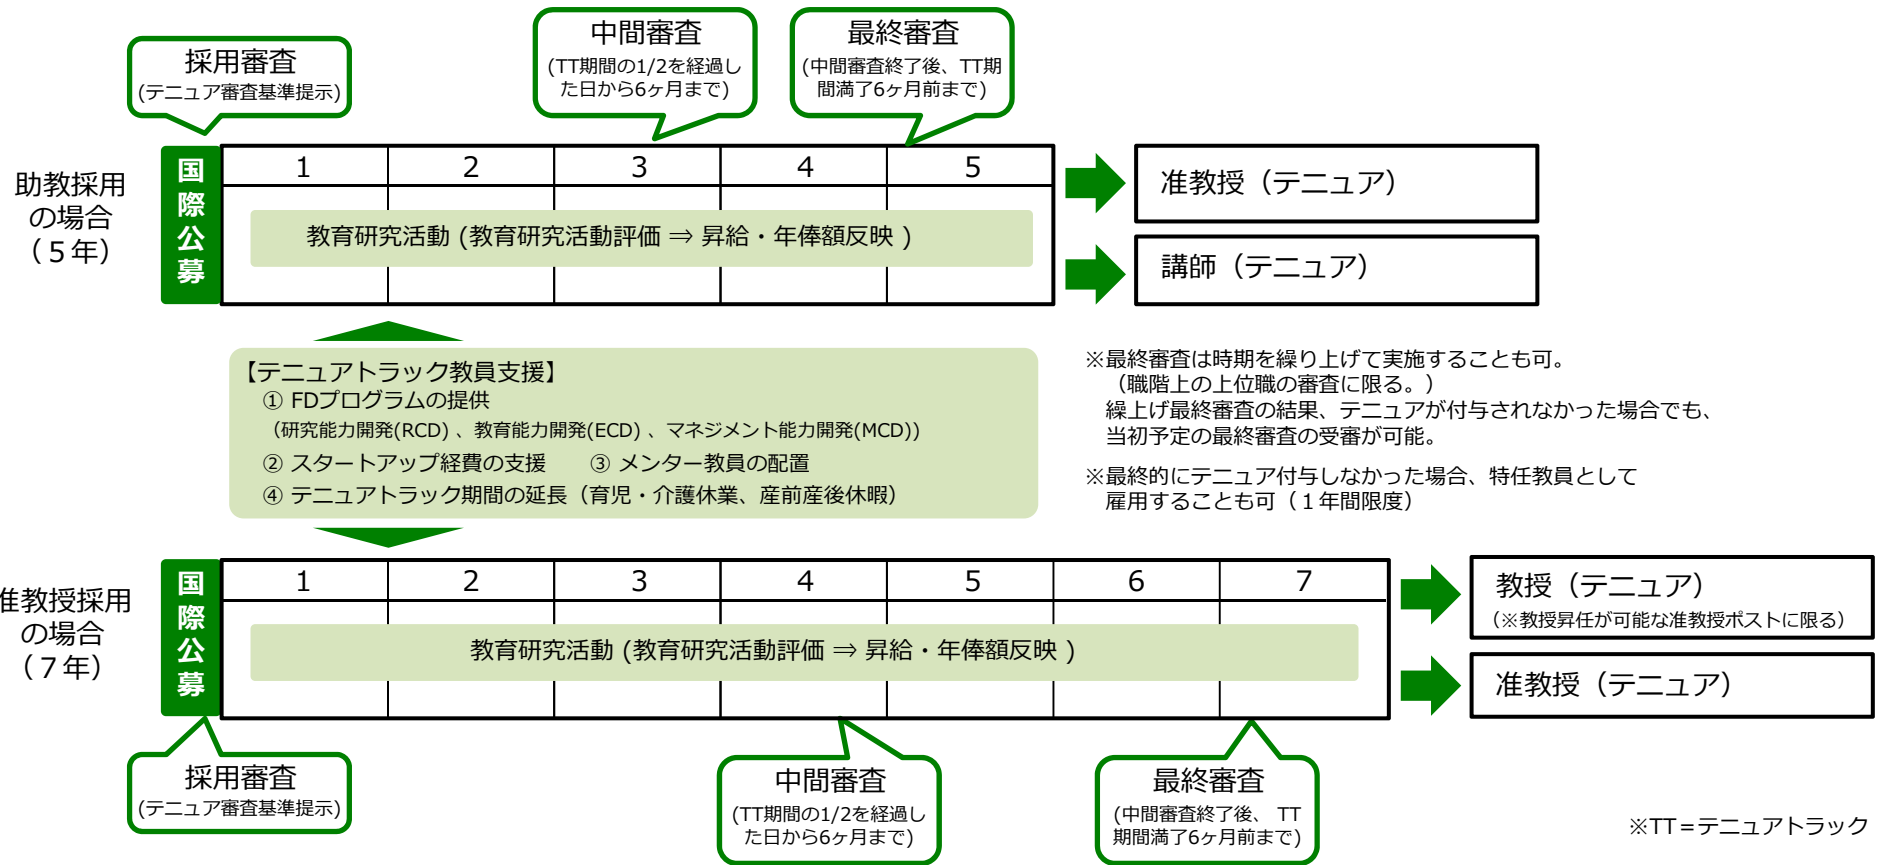 採用審査
(テニュア審査基準提示)
中間審査
(TT期間の1/2を経過し
た日から6ヶ月まで)
最終審査
(中間審査終了後、TT期
間満了6ヶ月前まで)
助教採用
の場合
（５年）
国際公募
1 2 3 4 5
教育研究活動 (教育研究活動評価 ⇒ 昇給・年俸額反映 )
准教授（テニュア）
講師（テニュア）
【テニュアトラック教員支援】
① FDプログラムの提供
（研究能力開発(RCD) 、教育能力開発(ECD) 、マネジメント能力開発(MCD)）
② スタートアップ経費の支援 ③ メンター教員の配置
④ テニュアトラック期間の延長（育児・介護休業、産前産後休暇）
※最終審査は時期を繰り上げて実施することも可。
（職階上の上位職の審査に限る。）
繰上げ最終審査の結果、テニュアが付与されなかった場合でも、
当初予定の最終審査の受審が可能。
※最終的にテニュア付与しなかった場合、特任教員として
雇用することも可（１年間限度）
准教授採用
の場合
（７年）
国際公募
1 2 3 4 5 6 7
教育研究活動 (教育研究活動評価 ⇒ 昇給・年俸額反映 )
教授（テニュア）
（※教授昇任が可能な准教授ポストに限る）
准教授（テニュア）
採用審査
(テニュア審査基準提示)
中間審査
(TT期間の1/2を経過し
た日から6ヶ月まで)
最終審査
(中間審査終了後、 TT
期間満了6ヶ月前まで)
※TT＝テニュアトラック